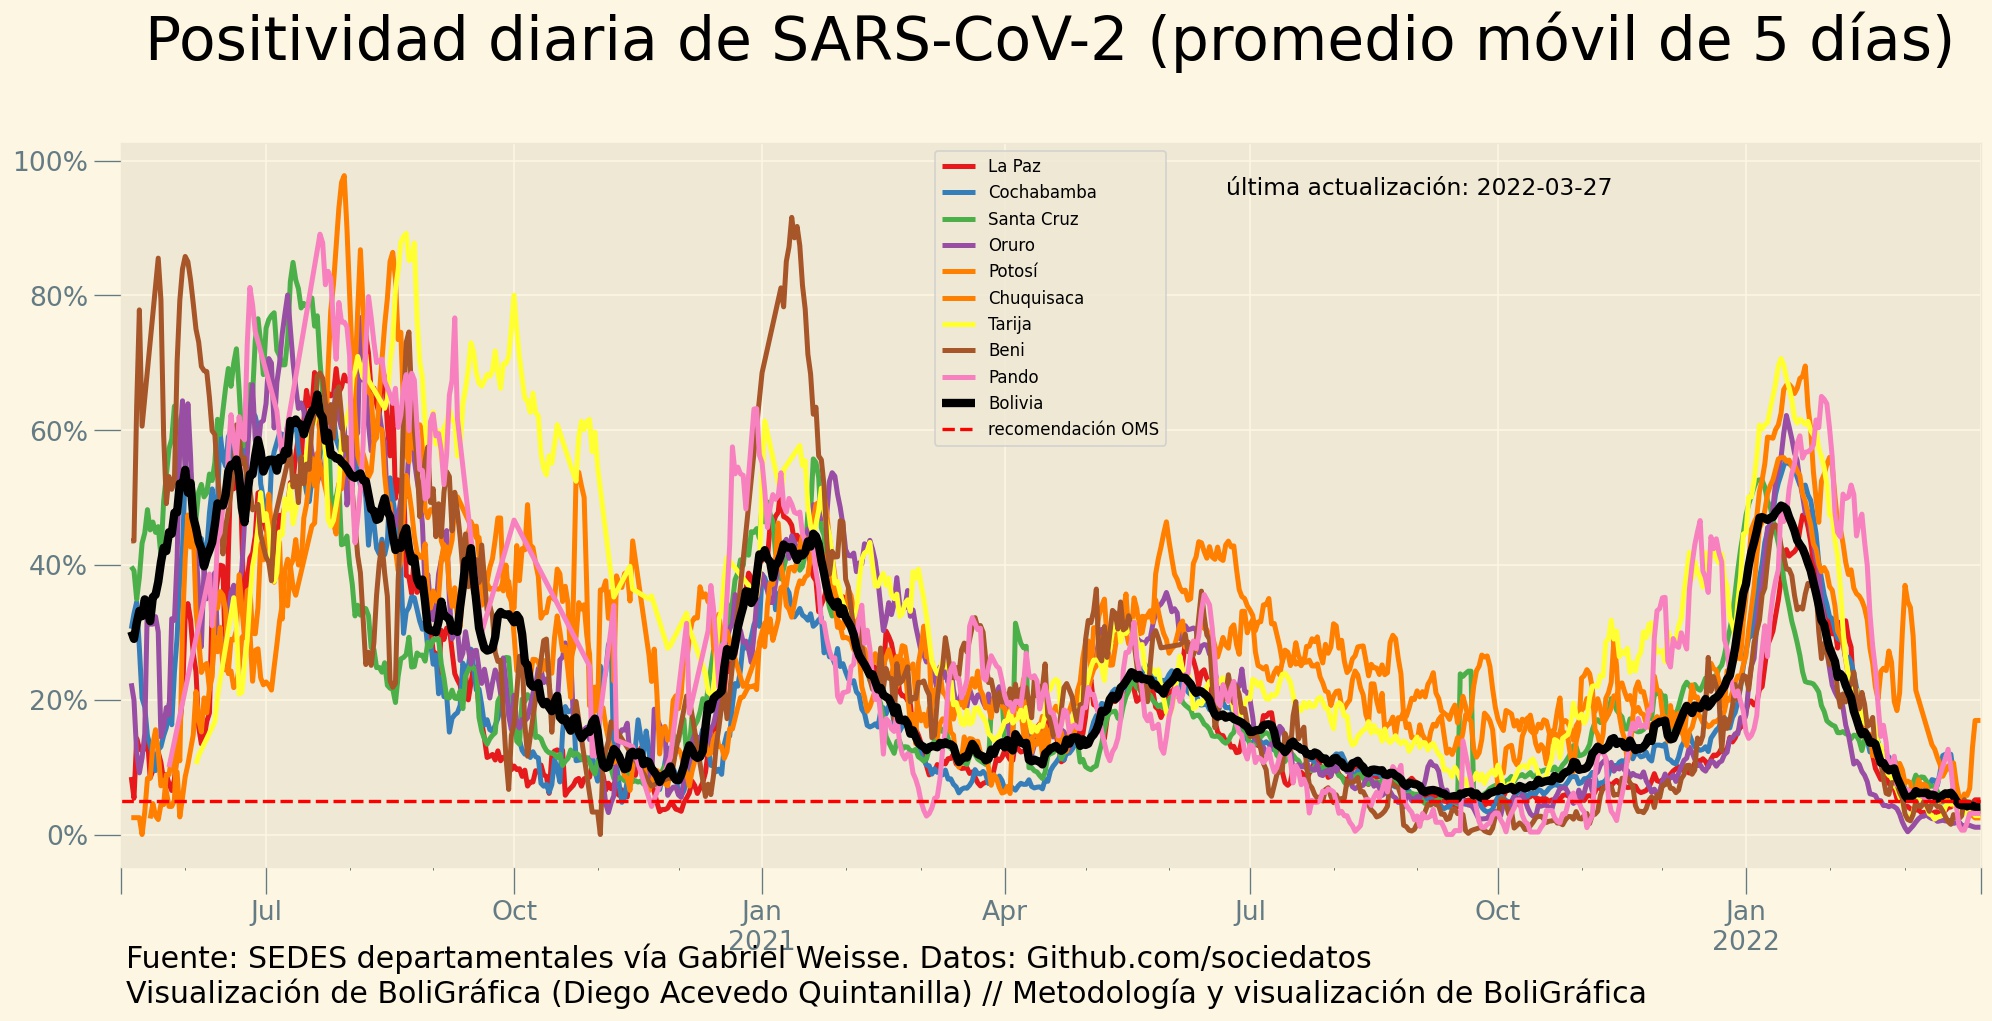 Positividad diaria de SARS-CoV-2 (promedio móvil de 5 días)
100%
80%
60%
40%
20%
0%
La Paz
Cochabamba
Santa Cruz
Oruro
Potosí
Chuquisaca
Tarija
Beni
Pando
Bolivia
recomendación OMS
última actualización: 2022-03-27
Jul
Oct
Jan
2021
Apr
Jul
Oct
Jan
2022
Fuente: SEDES departamentales vía Gabriel Weisse. Datos: Github.com/sociedatos
Visualización de BoliGráfica (Diego Acevedo Quintanilla) // Metodología y visualización de BoliGráfica